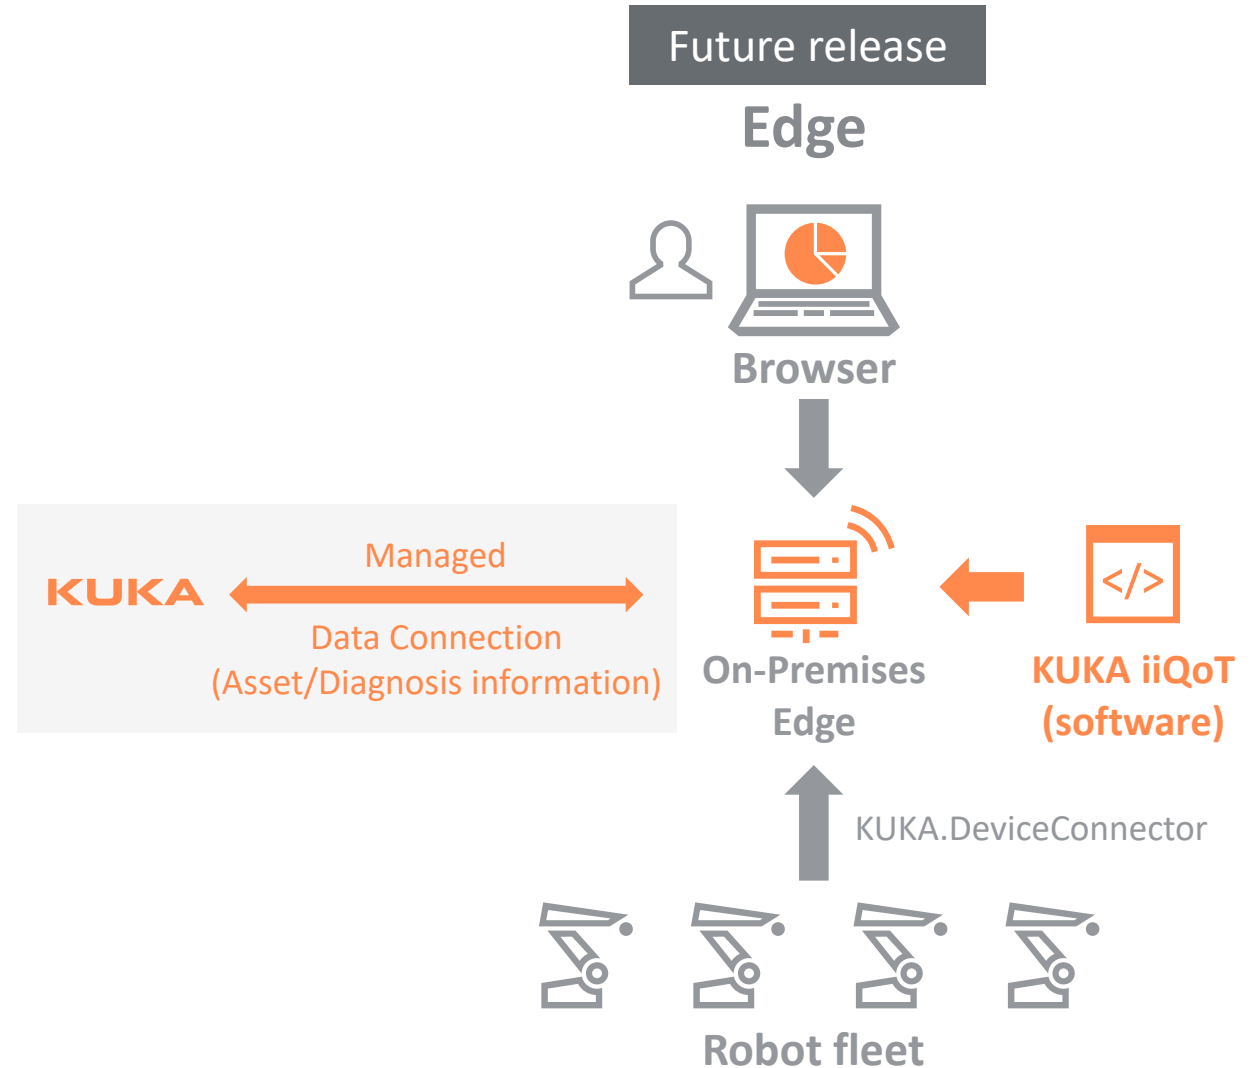 Future release
Edge
Browser
Managed
KUKA
Data Connection
(Asset/Diagnosis information)
</>
On-Premises
Edge
KUKA iiQoT
(software)
KUKA.DeviceConnector
Robot fleet